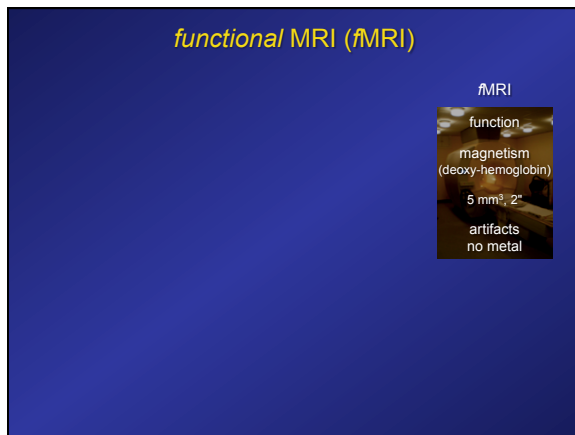 functional MRI (fMRI)
fMRI
function
magnetism
(deoxy-hemoglobin)
5 mm³, 2"
artifacts
no metal